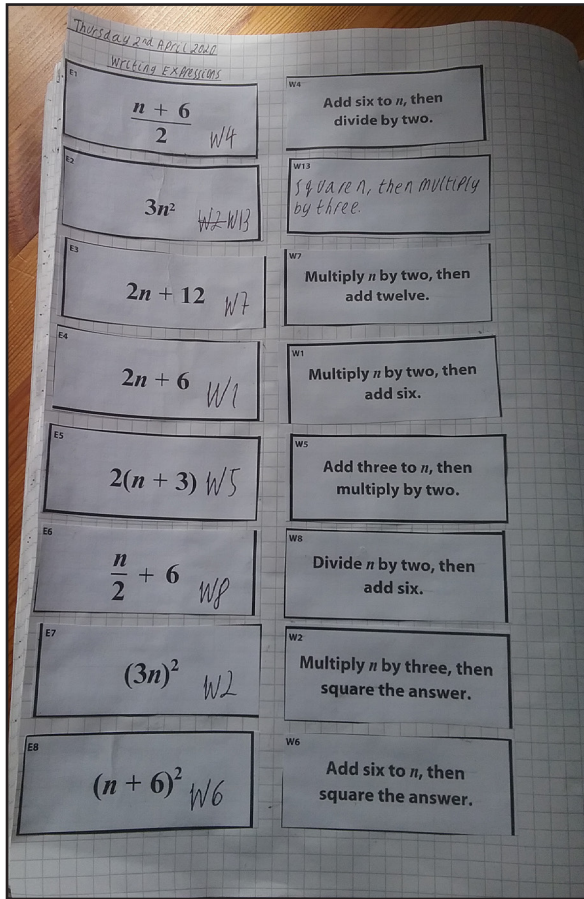 Thursday 2nd April 2020
Writing Expressions
E1
n + 6
2
W4
W4
Add six to n, then
divide by two.
E2
3n²
W2 W13
W13
Square n, then multiply
by three.
E3
2n + 12
W7
W7
Multiply n by two, then
add twelve.
E4
2n + 6
W1
W1
Multiply n by two, then
add six.
E5
2(n + 3) W5
W5
Add three to n, then
multiply by two.
E6
n
2
+ 6
W8
W8
Divide n by two, then
add six.
E7
(3n)²
W2
W2
Multiply n by three, then
square the answer.
E8
(n + 6)² W6
W6
Add six to n, then
square the answer.